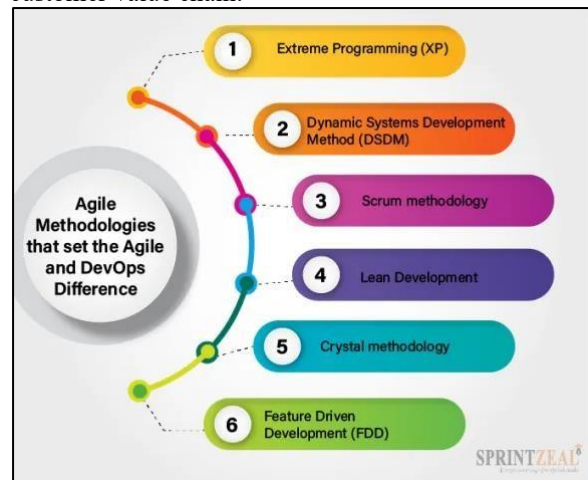 Agile
Methodologies
that set the Agile
and DevOps
Difference
1
Extreme Programming (XP)
2
Dynamic Systems Development
Method (DSDM)
3
Scrum methodology
4
Lean Development
5
Crystal methodology
6
Feature Driven
Development (FDD)
SPRINTZEAL